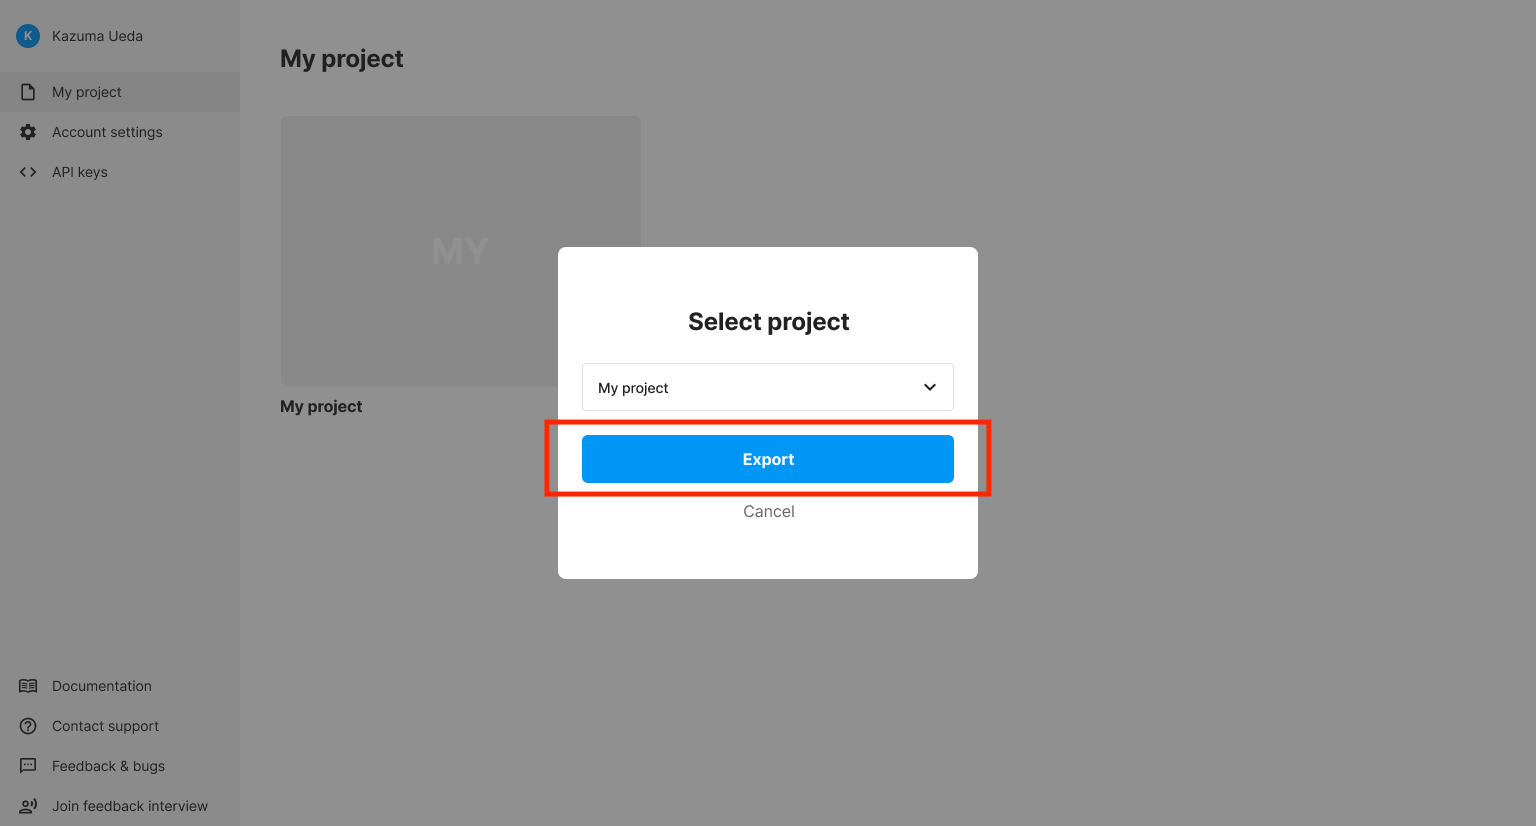 K
Kazuma Ueda
My project
Account settings
API keys
My project
MY
My project
Select project
My project
Export
Cancel
Documentation
Contact support
Feedback & bugs
Join feedback interview